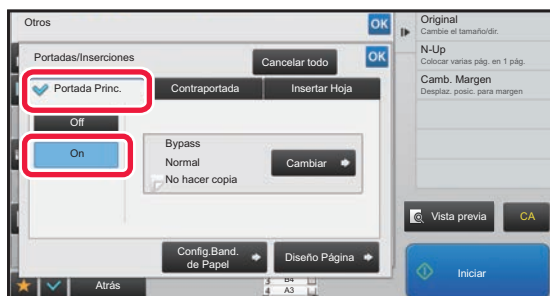 Otros
OK
Portadas/Inserciones
Cancelar todo
OK
Portada Princ.
Contraportada
Insertar Hoja
Off
On
Bypass
Normal
No hacer copia
Cambiar
Config.Band.
de Papel
Diseño Página
Atrás
B4
4 A3
Original
Cambie el tamaño/dir.
N-Up
Colocar varias pág. en 1 pág.
Camb. Margen
Desplaz. posic. para margen
Vista previa
CA
Iniciar